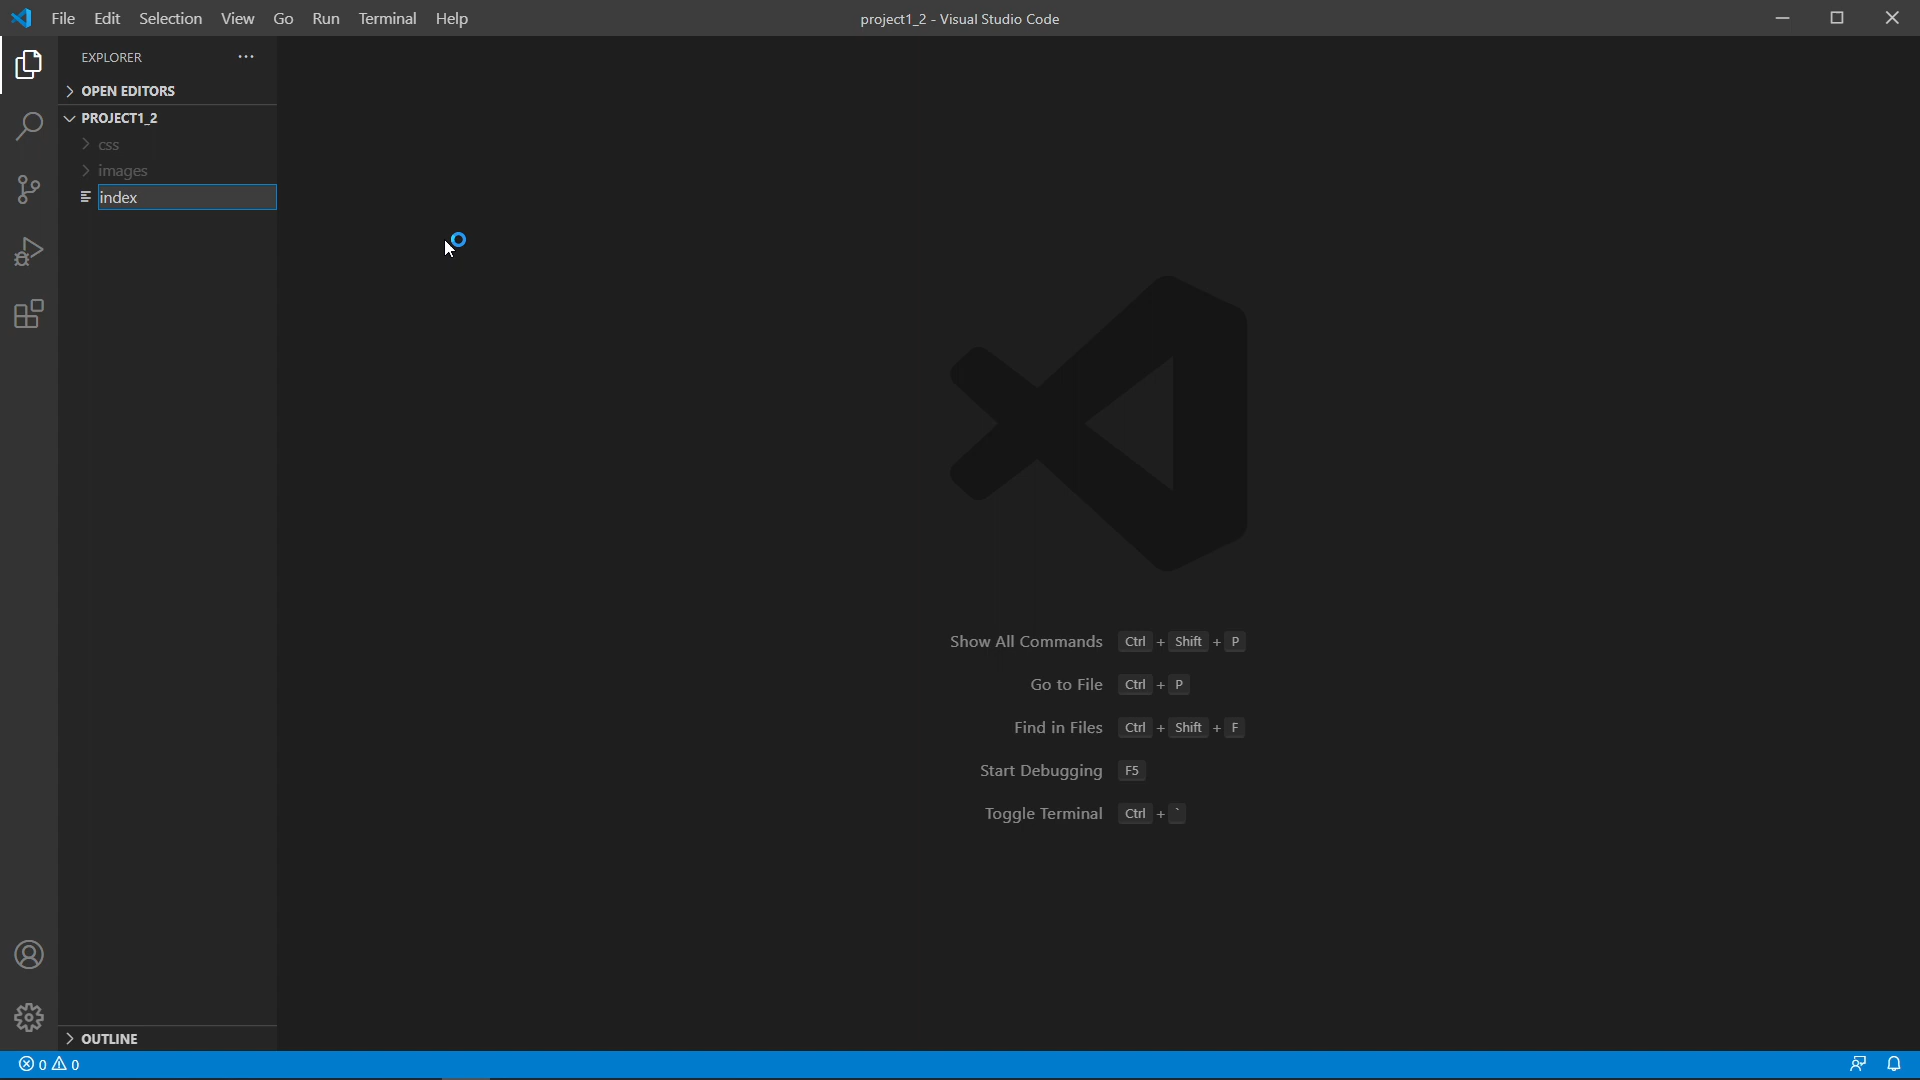 File Edit Selection View Go Run Terminal Help
project1_2 - Visual Studio Code
EXPLORER
OPEN EDITORS
PROJECT1_2
css
images
index
Show All Commands Ctrl + Shift + P
Go to File Ctrl + P
Find in Files Ctrl + Shift + F
Start Debugging F5
Toggle Terminal Ctrl + `
OUTLINE
0 0